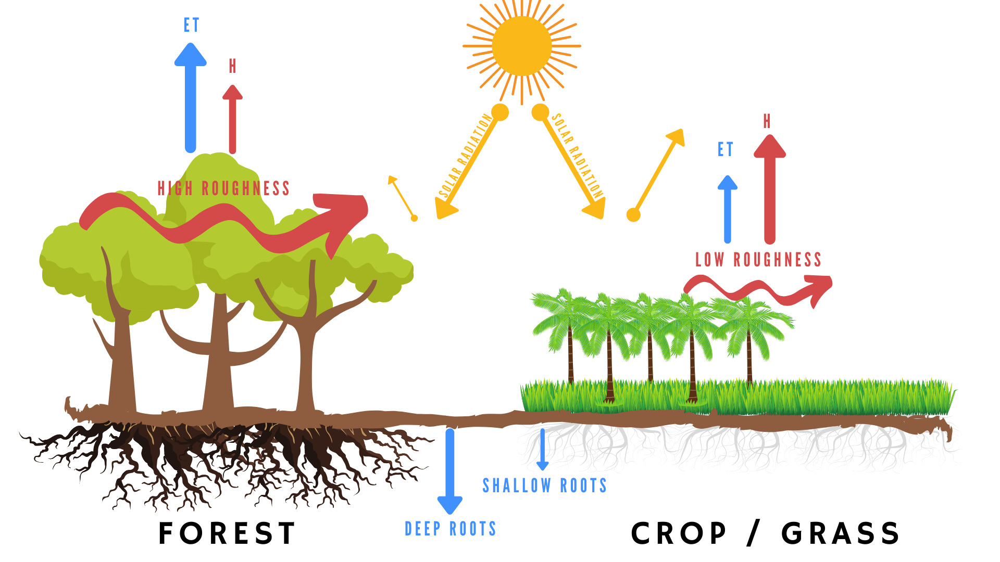 ET
H
SOLAR RADIATION
SOLAR RADIATION
H
ET
HIGH ROUGHNESS
LOW ROUGHNESS
SHALLOW ROOTS
DEEP ROOTS
FOREST
CROP / GRASS